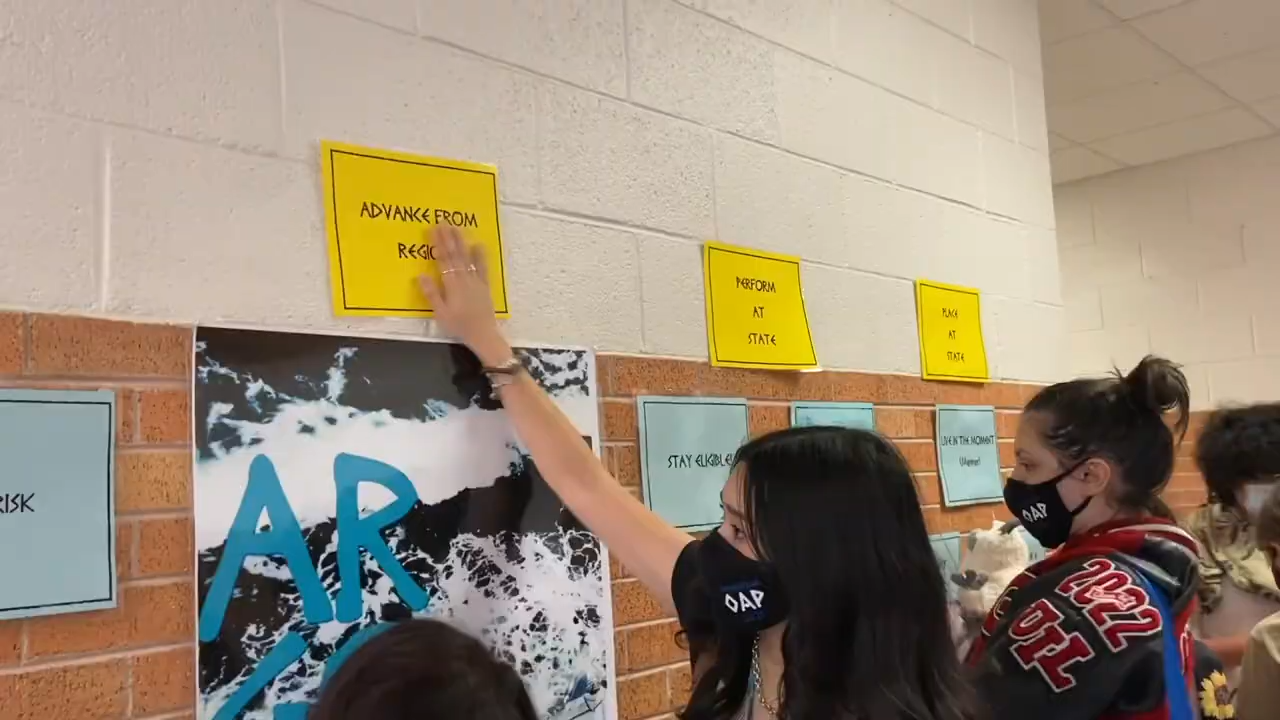 ADVANCE FROM
PERFORM
AT
STATE
PLACE
AT
STATE
RISK
STAY ELIGIBLE!
LIVE IN THE MOMENT
AR
OAP
OAP
2022